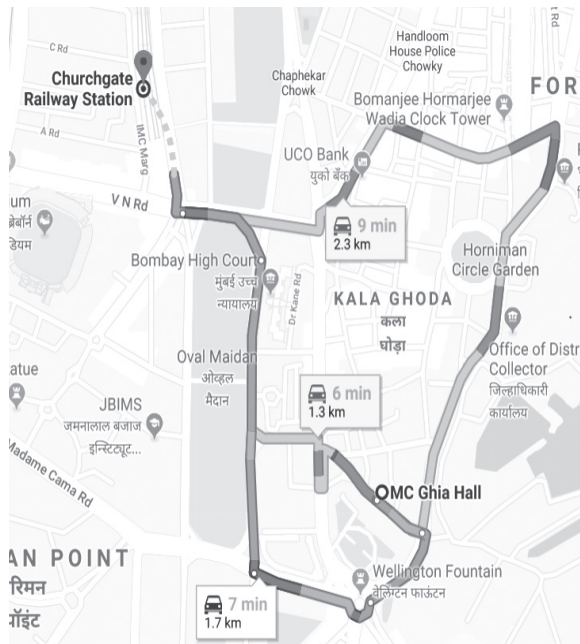 C Rd
Churchgate
Railway Station
A Rd
IMC Marg
V N Rd
Handloom
House Police
Chowky
Chaphekar
Chowk
Bomanjee Hormarjee
Wadia Clock Tower
FOR
UCO Bank
युको बँक
9 min
2.3 km
um
ब्रेबॉर्न
डियम
Bombay High Court
मुंबई उच्च
न्यायालय
Dr Kane Rd
Horniman
Circle Garden
KALA GHODA
कला
घोड़ा
Oval Maidan
ओव्हल
मैदान
6 min
1.3 km
Office of Distr
Collector
जिल्हाधिकारी
कार्यालय
atue
JBIMS
जमनालाल बजाज
इन्स्टिट्यूट...
Madame Cama Rd
MC Ghia Hall
AN POINT
रिमन
पॉइंट
Wellington Fountain
वेलिंग्टन फाऊंटन
7 min
1.7 km